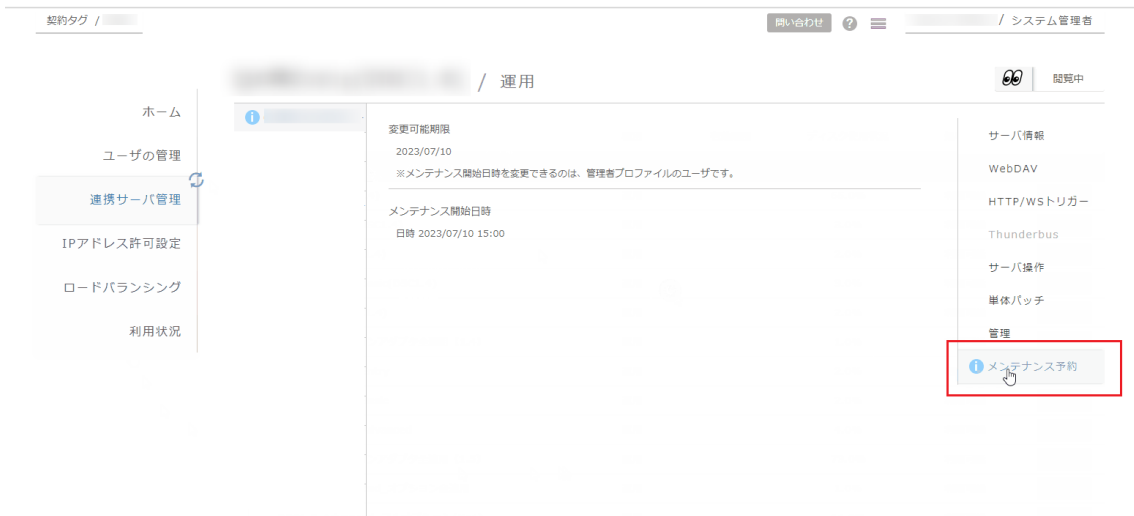 契約タグ /
問い合わせ
?
/ システム管理者
/ 運用
閲覧中
ホーム
ユーザの管理
連携サーバ管理
IPアドレス許可設定
ロードバランシング
利用状況
変更可能期限
2023/07/10
※メンテナンス開始日時を変更できるのは、管理者プロファイルのユーザです。
メンテナンス開始日時
日時 2023/07/10 15:00
サーバ情報
WebDAV
HTTP/WSトリガー
Thunderbus
サーバ操作
単体パッチ
管理
メンテナンス予約